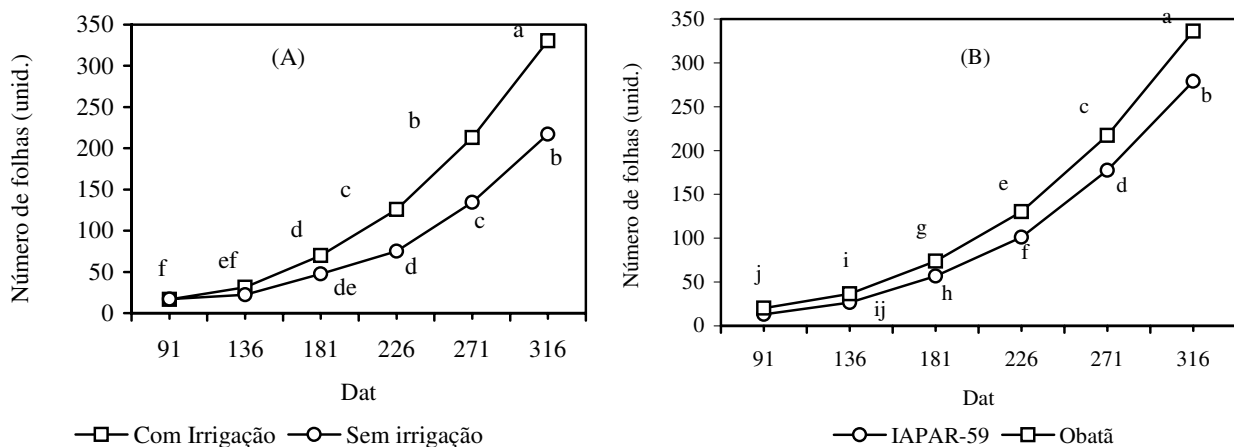 350
300
250
200
150
100
50
0
Número de folhas (unid.)
(A)
a
b
b
c
c
d
d
de
ef
f
91 136 181 226 271 316
Dat
Com Irrigação Sem irrigação
350
300
250
200
150
100
50
0
Número de folhas (unid.)
(B)
a
b
c
d
e
f
g
h
i
ij
j
91 136 181 226 271 316
Dat
IAPAR-59 Obatã